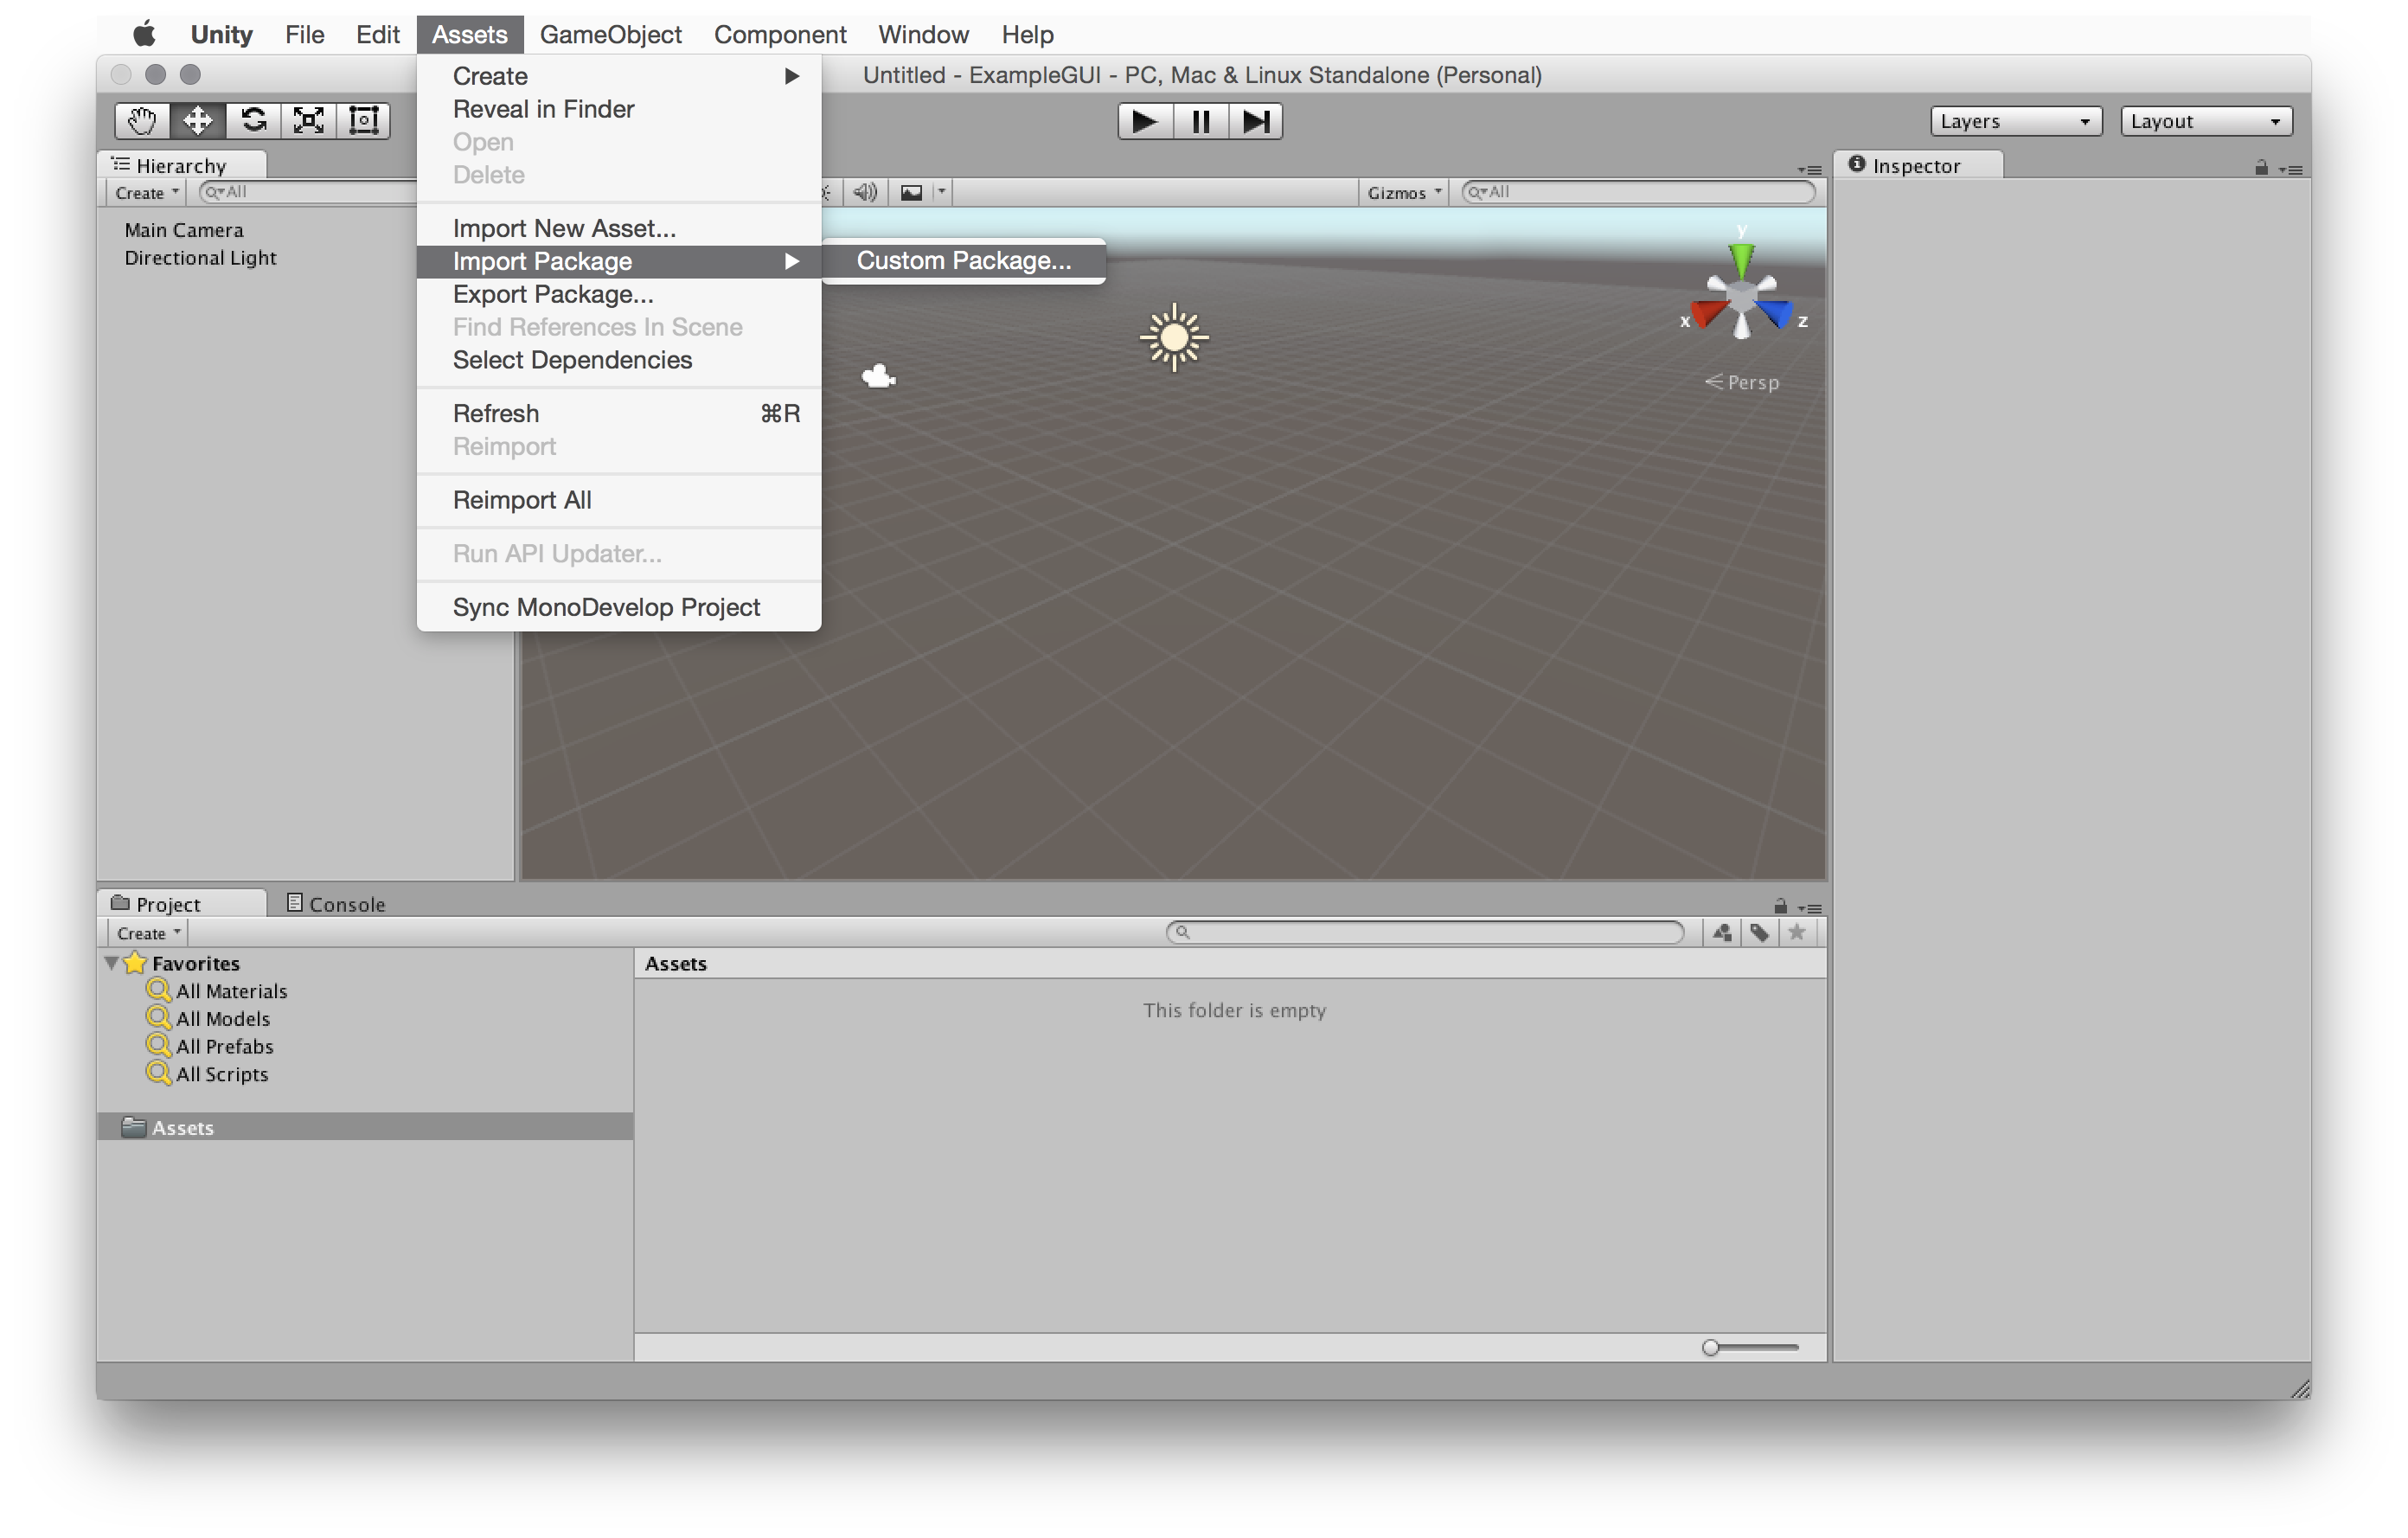 Unity File Edit Assets GameObject Component Window Help
Untitled - ExampleGUI - PC, Mac & Linux Standalone (Personal)
Create
Reveal in Finder
Open
Delete
Import New Asset...
Import Package
Custom Package...
Export Package...
Find References In Scene
Select Dependencies
Refresh ⌘R
Reimport
Reimport All
Run API Updater...
Sync MonoDevelop Project
Layers
Layout
Hierarchy
Create
All
Main Camera
Directional Light
Gizmos
All
y
x
z
Persp
Inspector
Project
Console
Create
Favorites
All Materials
All Models
All Prefabs
All Scripts
Assets
Assets
This folder is empty